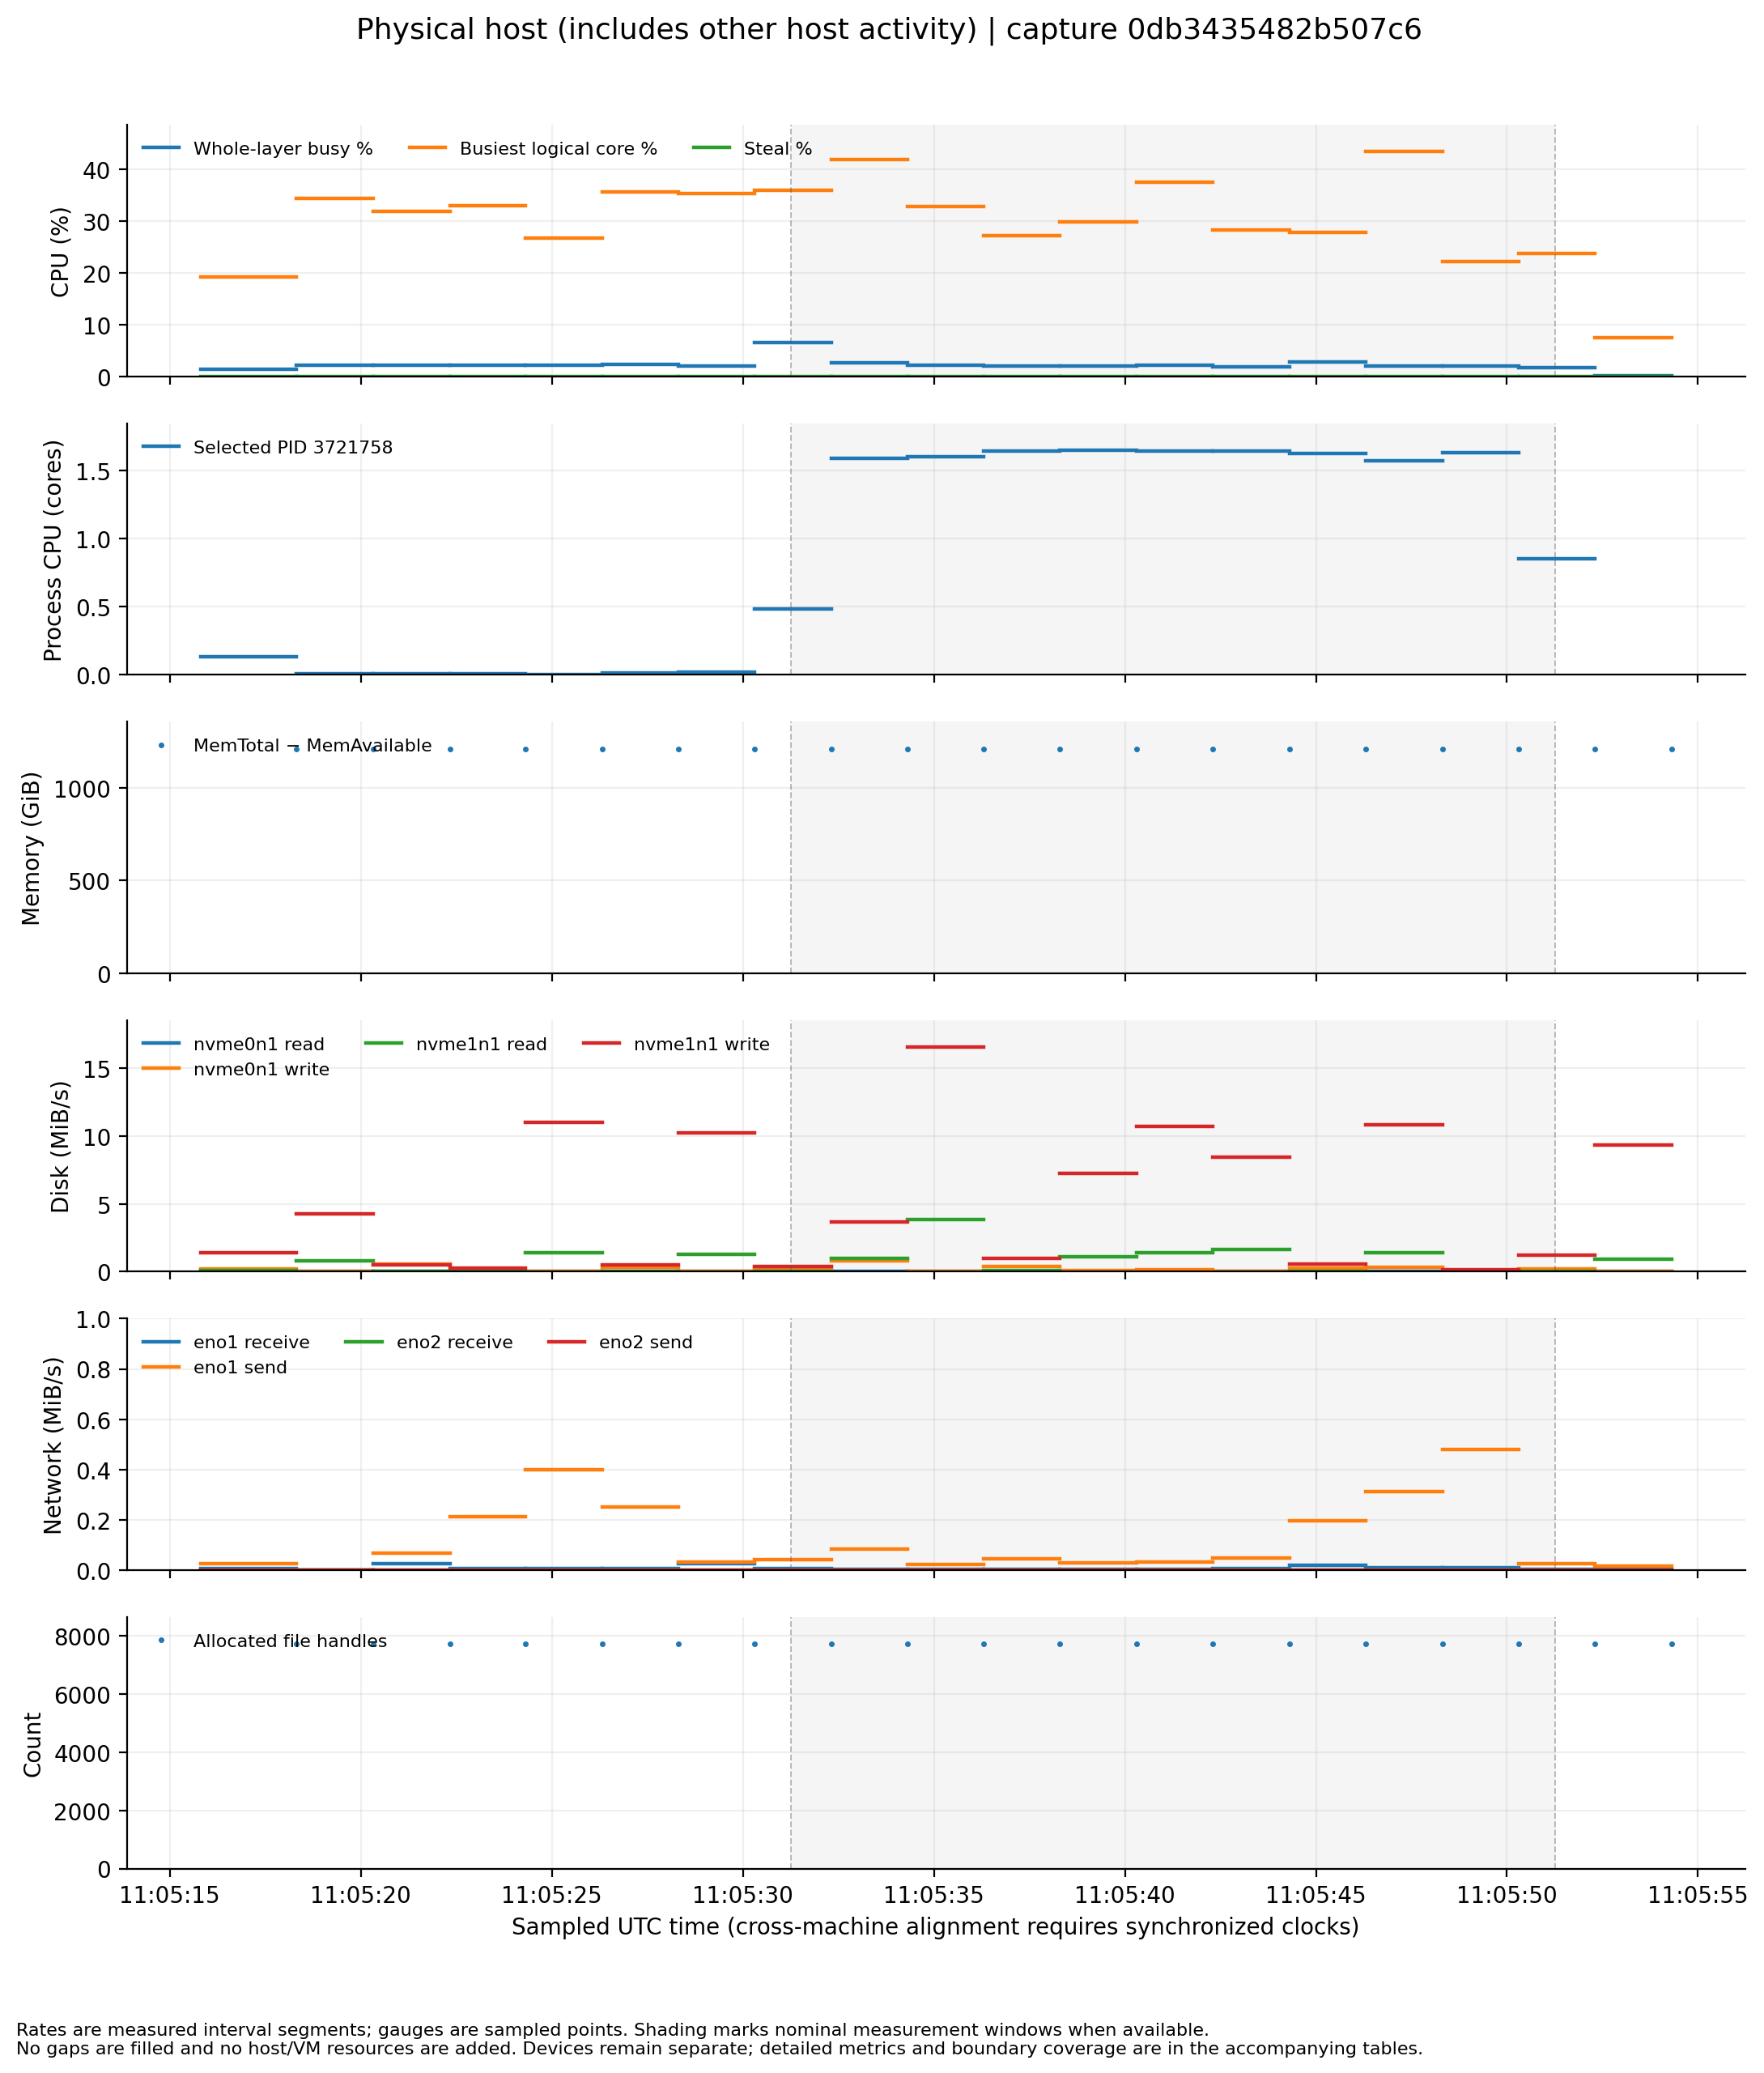 Physical host (includes other host activity) | capture 0db3435482b507c6
Whole-layer busy % Busiest logical core % Steal %
CPU (%)
40
30
20
10
0
Selected PID 3721758
Process CPU (cores)
1.5
1.0
0.5
0.0
MemTotal − MemAvailable
Memory (GiB)
1000
500
0
nvme0n1 read nvme1n1 read nvme1n1 write
nvme0n1 write
Disk (MiB/s)
15
10
5
0
eno1 receive eno2 receive eno2 send
eno1 send
Network (MiB/s)
1.0
0.8
0.6
0.4
0.2
0.0
Allocated file handles
Count
8000
6000
4000
2000
0
11:05:15 11:05:20 11:05:25 11:05:30 11:05:35 11:05:40 11:05:45 11:05:50 11:05:55
Sampled UTC time (cross-machine alignment requires synchronized clocks)
Rates are measured interval segments; gauges are sampled points. Shading marks nominal measurement windows when available.
No gaps are filled and no host/VM resources are added. Devices remain separate; detailed metrics and boundary coverage are in the accompanying tables.